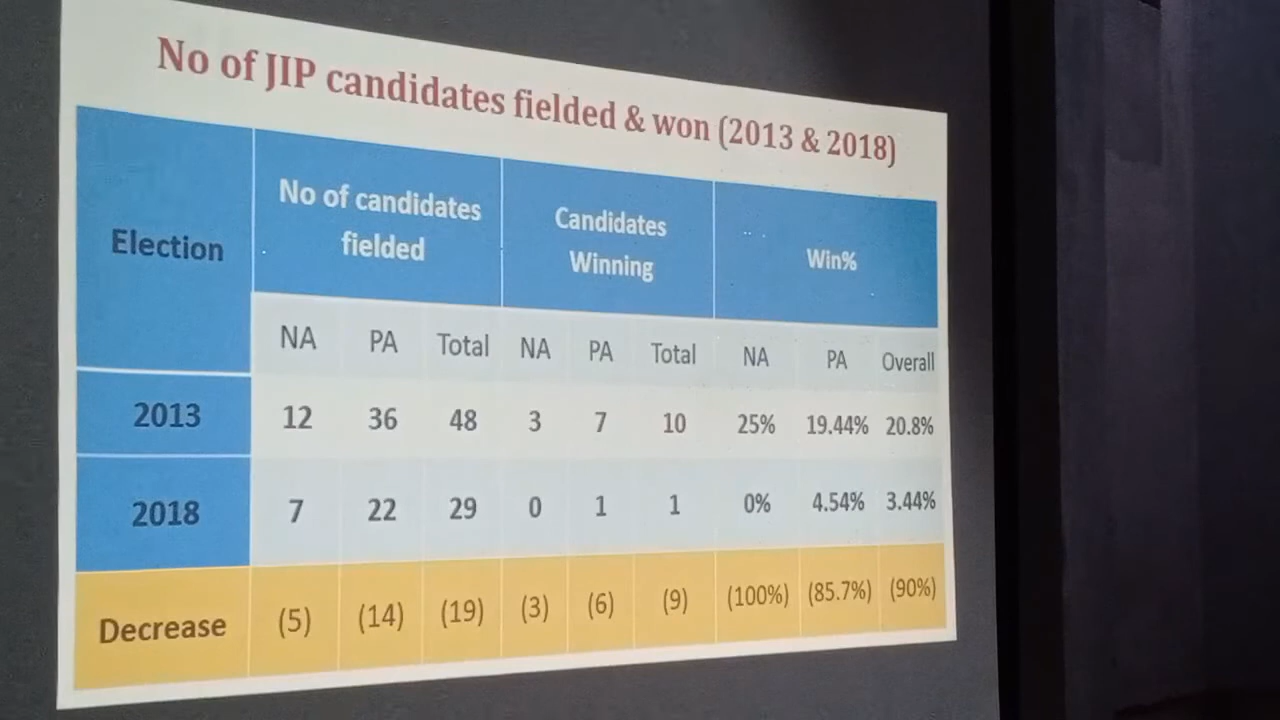 No of JIP candidates fielded & won (2013 & 2018)
Election No of candidates fielded Candidates Winning Win%
NA PA Total NA PA Total NA PA Overall
2013 12 36 48 3 7 10 25% 19.44% 20.8%
2018 7 22 29 0 1 1 0% 4.54% 3.44%
Decrease (5) (14) (19) (3) (6) (9) (100%) (85.7%) (90%)